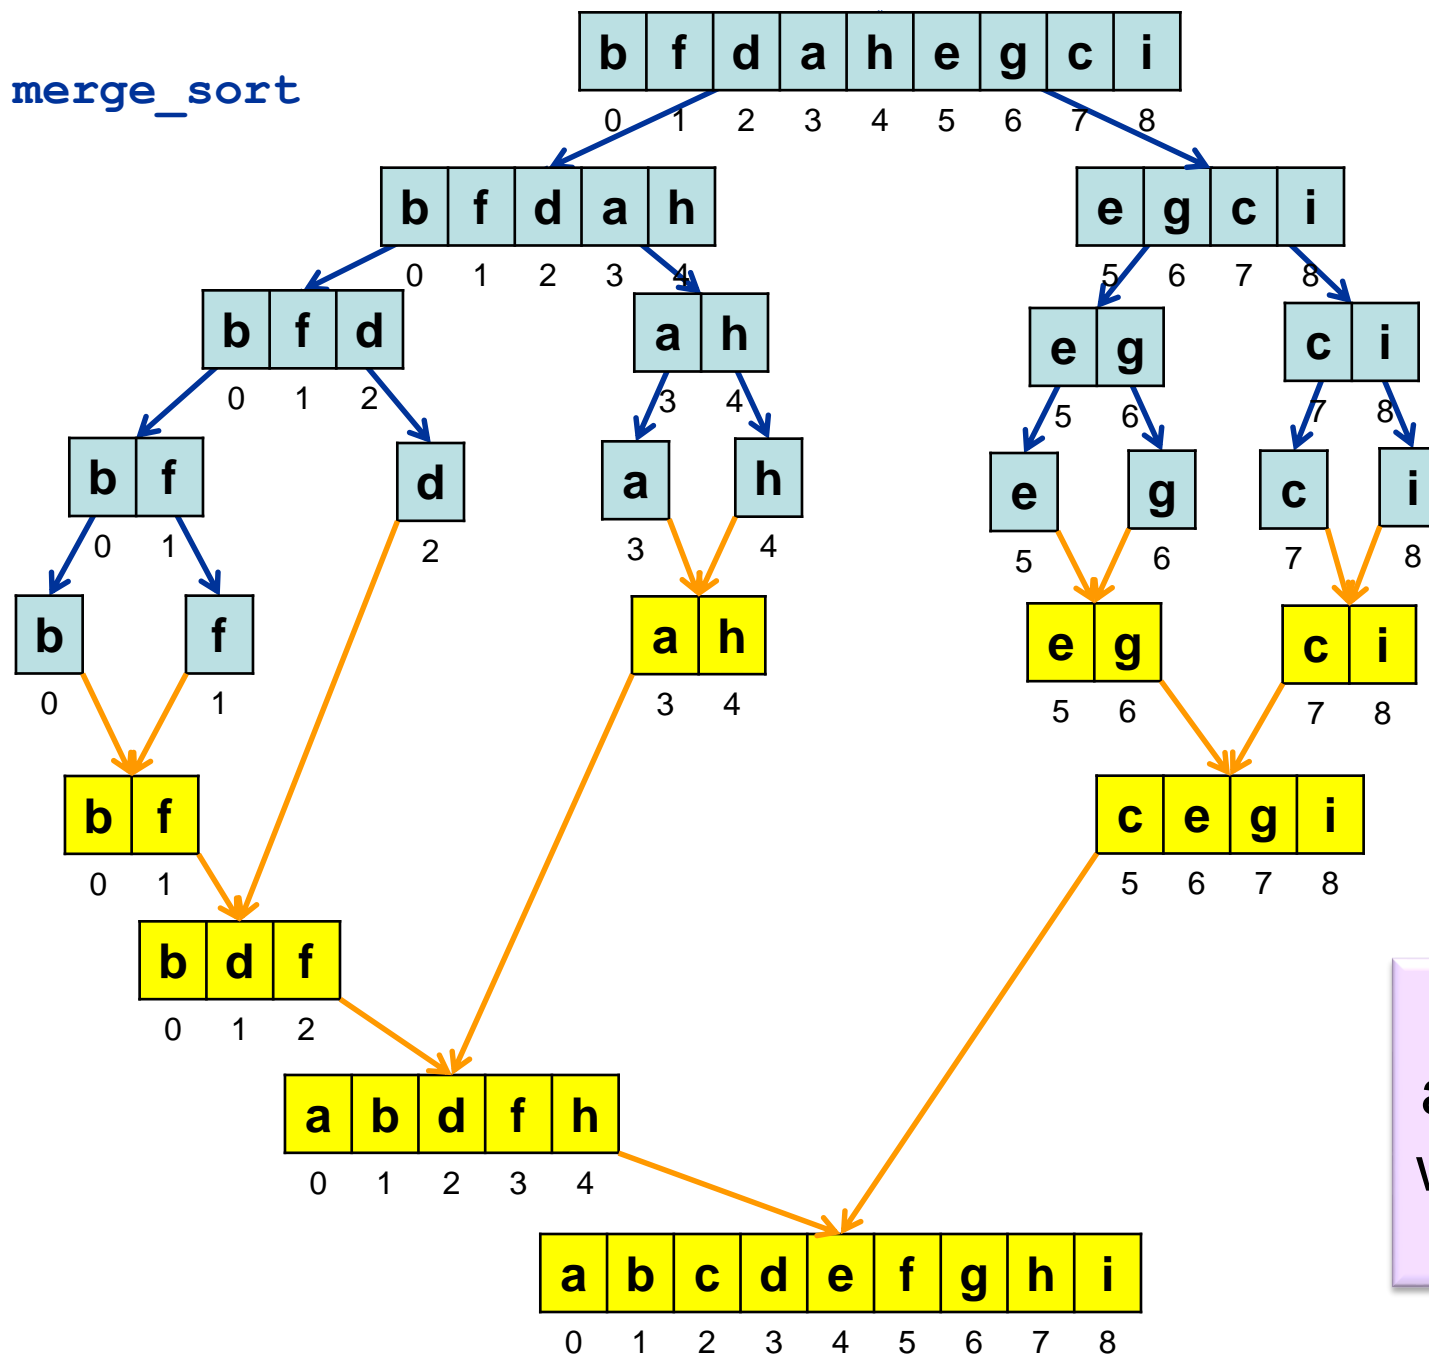 merge_sort
b f d a h e g c i
0 1 2 3 4 5 6 7 8
b f d a h
0 1 2 3 4
e g c i
5 6 7 8
b f d
0 1 2
a h
3 4
e g
5 6
c i
7 8
b f
0 1
d
2
a
3
h
4
e
5
g
6
c
7
i
8
b
0
f
1
a h
3 4
e g
5 6
c i
7 8
b f
0 1
c e g i
5 6 7 8
b d f
0 1 2
a b d f h
0 1 2 3 4
a b c d e f g h i
0 1 2 3 4 5 6 7 8